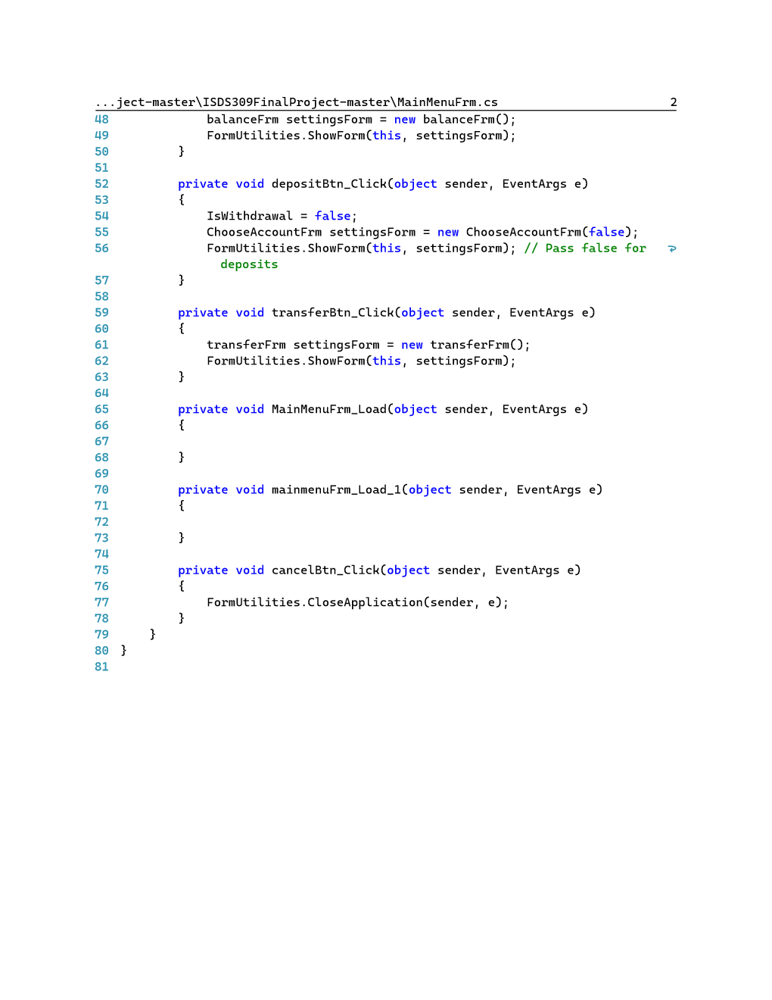 ...ject-master\ISDS309FinalProject-master\MainMenuFrm.cs 2
48 balanceFrm settingsForm = new balanceFrm();
49 FormUtilities.ShowForm(this, settingsForm);
50 }
51
52 private void depositBtn_Click(object sender, EventArgs e)
53 {
54 IsWithdrawal = false;
55 ChooseAccountFrm settingsForm = new ChooseAccountFrm(false);
56 FormUtilities.ShowForm(this, settingsForm); // Pass false for
deposits
57 }
58
59 private void transferBtn_Click(object sender, EventArgs e)
60 {
61 transferFrm settingsForm = new transferFrm();
62 FormUtilities.ShowForm(this, settingsForm);
63 }
64
65 private void MainMenuFrm_Load(object sender, EventArgs e)
66 {
67
68 }
69
70 private void mainmenuFrm_Load_1(object sender, EventArgs e)
71 {
72
73 }
74
75 private void cancelBtn_Click(object sender, EventArgs e)
76 {
77 FormUtilities.CloseApplication(sender, e);
78 }
79 }
80 }
81